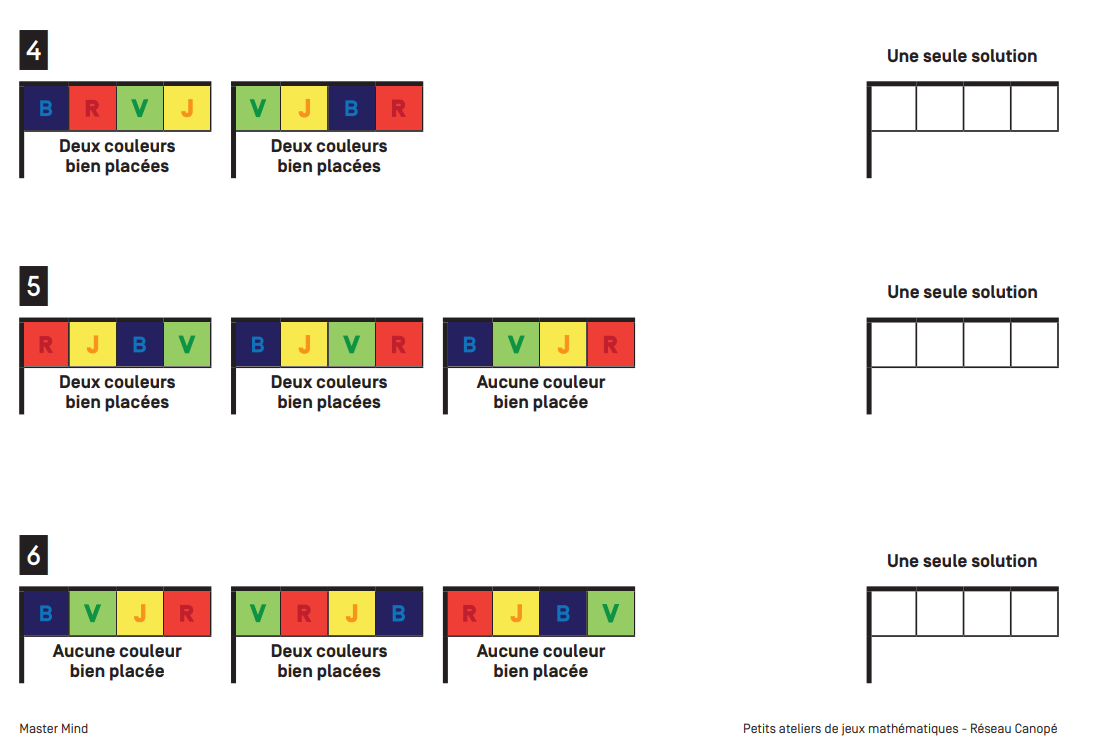 4
Une seule solution
B R V J V J B R
Deux couleurs Deux couleurs
bien placées bien placées
5
Une seule solution
R J B V B J V R B V J R
Deux couleurs Deux couleurs Aucune couleur
bien placées bien placées bien placée
6
Une seule solution
B V J R V R J B R J B V
Aucune couleur Deux couleurs Aucune couleur
bien placée bien placées bien placée
Master Mind Petits ateliers de jeux mathématiques - Réseau Canopé